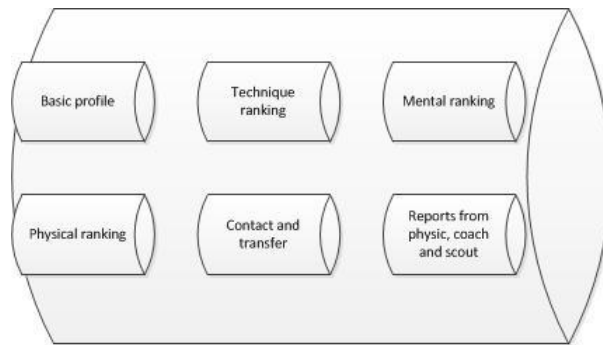 Basic profile
Technique
ranking
Mental ranking
Physical ranking
Contact and
transfer
Reports from
physic, coach
and scout